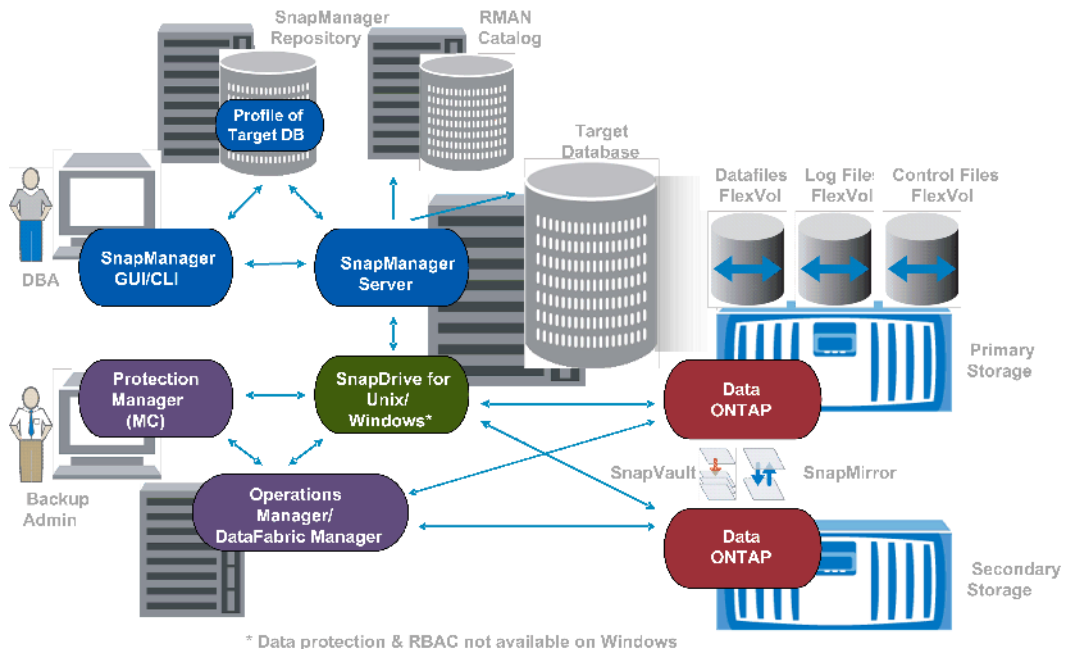 SnapManager
Repository
RMAN
Catalog
Profile of
Target DB
Target
Database
Datafiles
FlexVol
Log Files
FlexVol
Control Files
FlexVol
DBA
SnapManager
GUI/CLI
SnapManager
Server
Primary
Storage
Protection
Manager
(MC)
SnapDrive for
Unix/
Windows*
Data
ONTAP
Backup
Admin
SnapVault
SnapMirror
Operations
Manager/
DataFabric Manager
Data
ONTAP
Secondary
Storage
* Data protection & RBAC not available on Windows